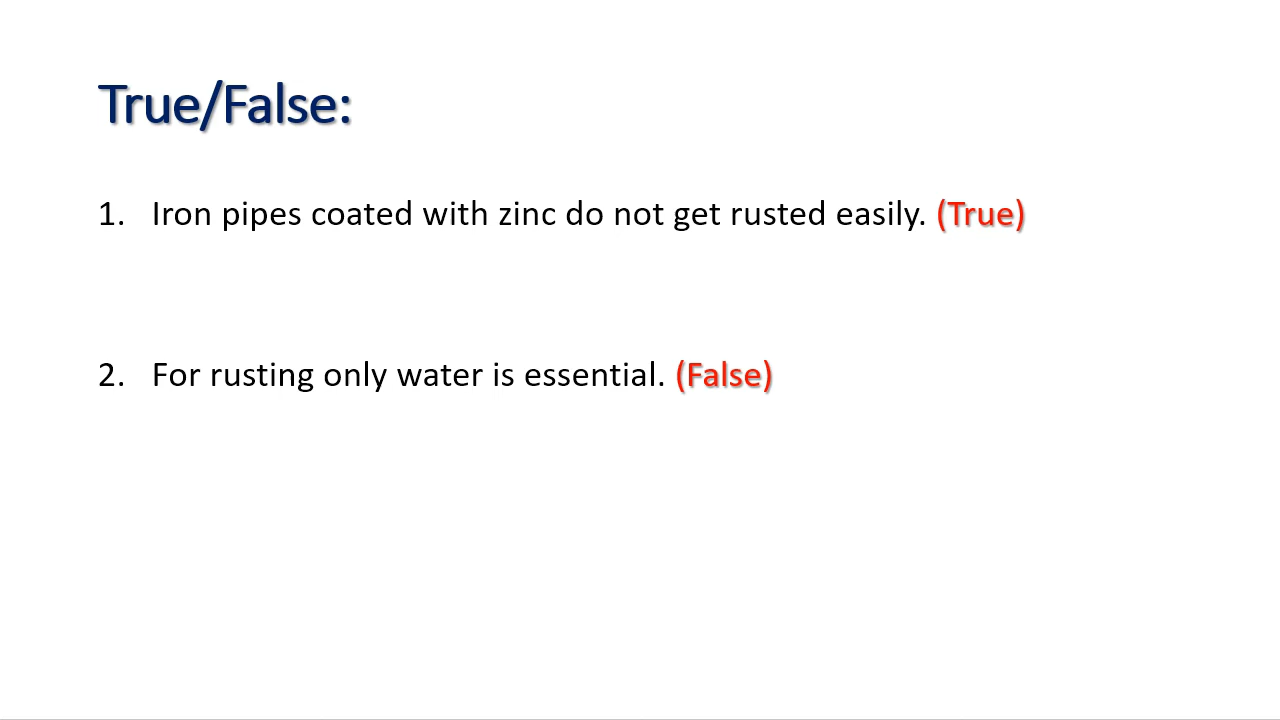 True/False:
1. Iron pipes coated with zinc do not get rusted easily. (True)
2. For rusting only water is essential. (False)